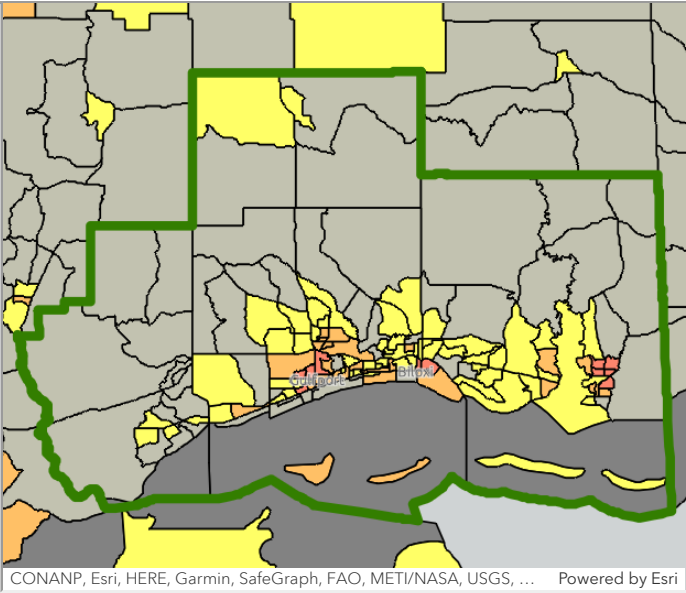 Gulfport
Biloxi
CONANP, Esri, HERE, Garmin, SafeGraph, FAO, METI/NASA, USGS, ...
Powered by Esri